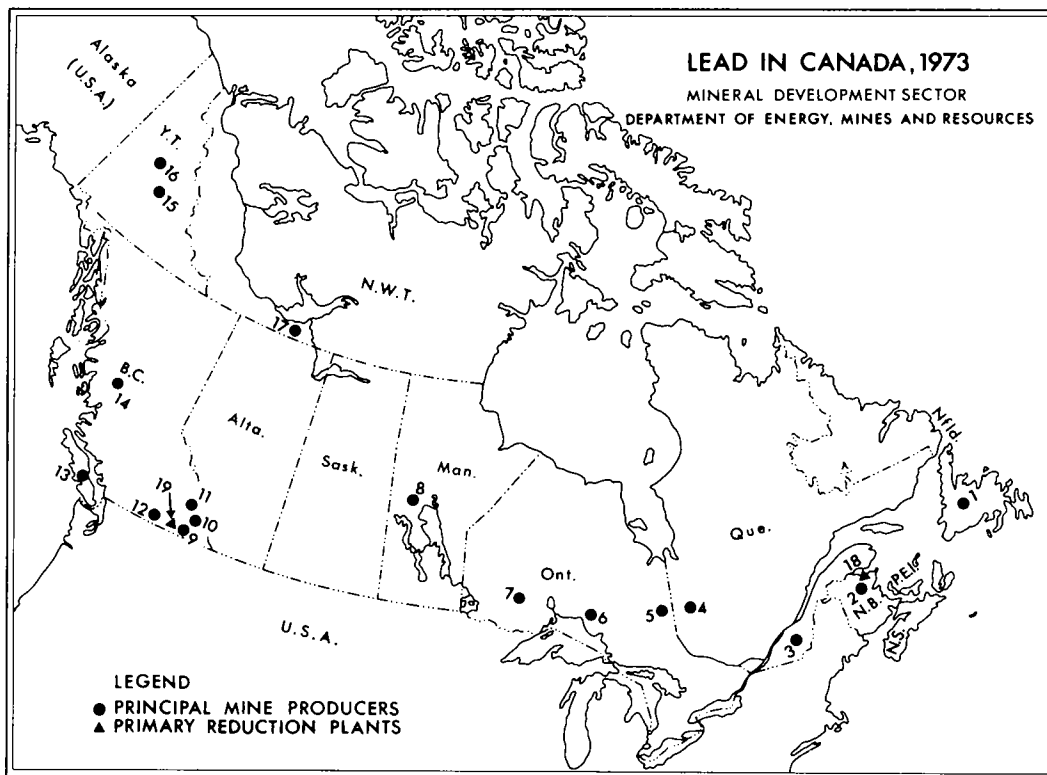 LEAD IN CANADA, 1973
MINERAL DEVELOPMENT SECTOR
DEPARTMENT OF ENERGY, MINES AND RESOURCES
Alaska
(U.S.A.)
Y.T.
16
15
N.W.T.
17
B.C.
14
Alta.
Sask.
Man.
Nfld.
13
19
11
12
10
9
8
1
Que.
Ont.
18
P.E.I.
2
N.B.
N.S.
7
6
5
4
3
U.S.A.
LEGEND
● PRINCIPAL MINE PRODUCERS
▲ PRIMARY REDUCTION PLANTS